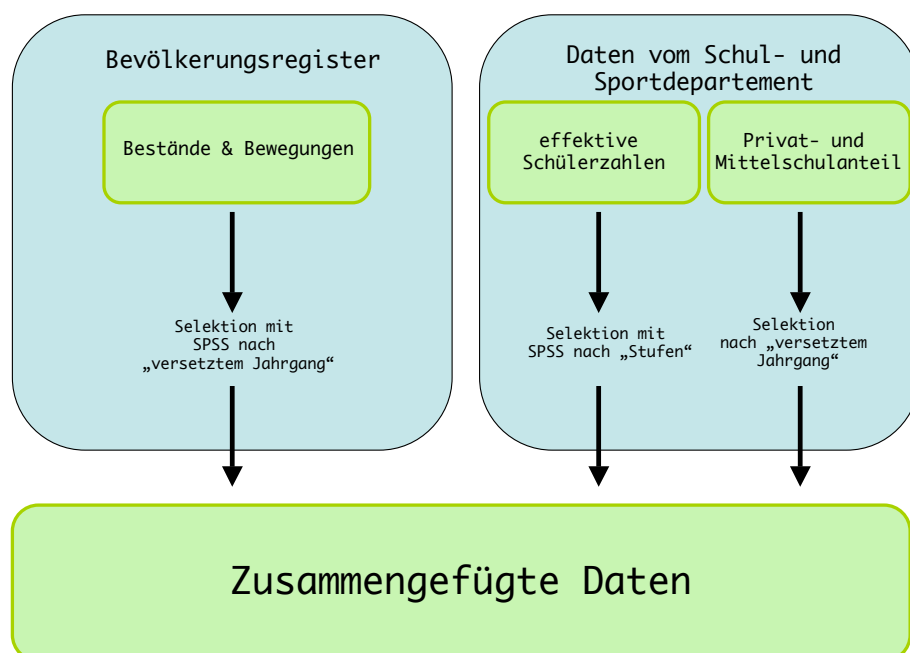 Bevölkerungsregister
Bestände & Bewegungen
Selektion mit
SPSS nach
„versetztem Jahrgang“
Daten vom Schul- und
Sportdepartement
effektive
Schülerzahlen
Privat- und
Mittelschulanteil
Selektion mit
SPSS nach „Stufen“
Selektion
nach „versetztem
Jahrgang“
Zusammengefügte Daten